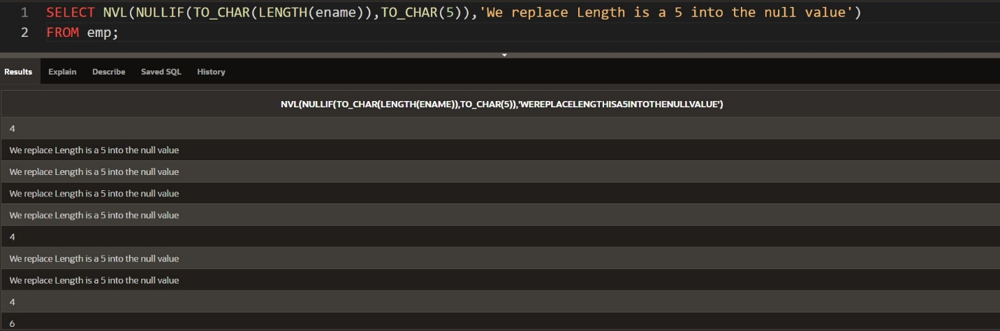 1 SELECT NVL(NULLIF(TO_CHAR(LENGTH(ename)),TO_CHAR(5)),'We replace Length is a 5 into the null value')
2 FROM emp;
Results Explain Describe Saved SQL History
NVL(NULLIF(TO_CHAR(LENGTH(ENAME)),TO_CHAR(5)),'WEREPLACELENGTHISA5INTOTHENULLVALUE')
4
We replace Length is a 5 into the null value
We replace Length is a 5 into the null value
We replace Length is a 5 into the null value
We replace Length is a 5 into the null value
4
We replace Length is a 5 into the null value
We replace Length is a 5 into the null value
4
6